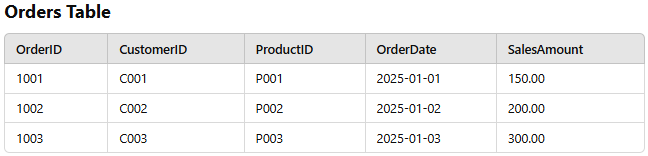 Orders Table
OrderID CustomerID ProductID OrderDate SalesAmount
1001 C001 P001 2025-01-01 150.00
1002 C002 P002 2025-01-02 200.00
1003 C003 P003 2025-01-03 300.00